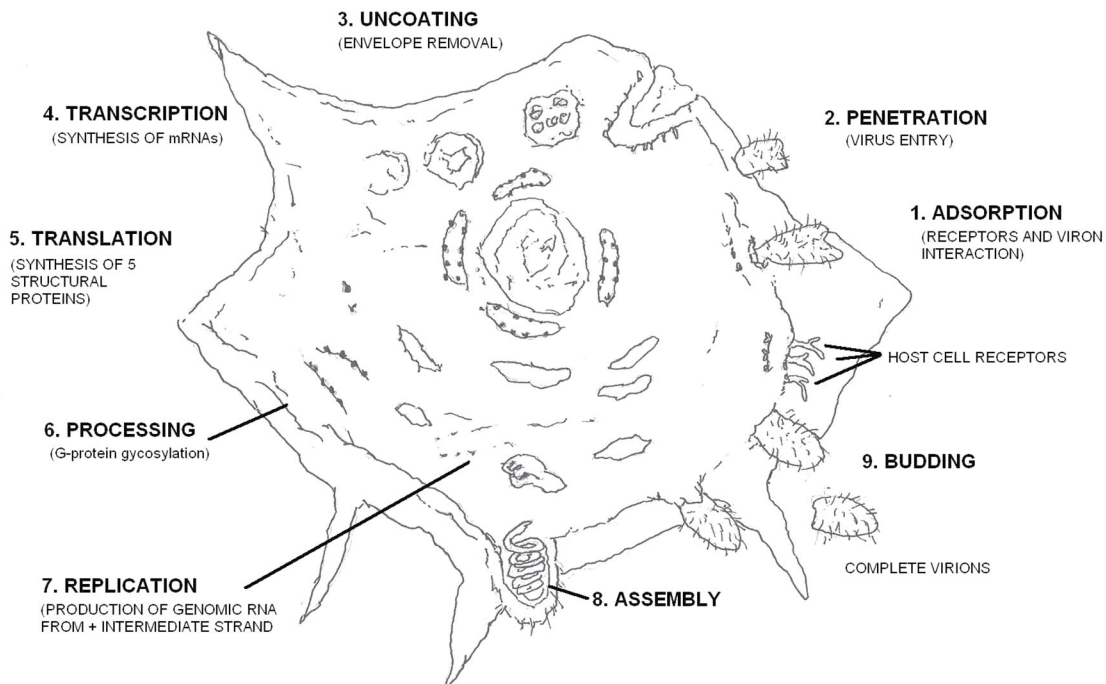 3. UNCOATING
(ENVELOPE REMOVAL)
4. TRANSCRIPTION
(SYNTHESIS OF mRNAs)
2. PENETRATION
(VIRUS ENTRY)
1. ADSORPTION
(RECEPTORS AND VIRON
INTERACTION)
5. TRANSLATION
(SYNTHESIS OF 5
STRUCTURAL
PROTEINS)
HOST CELL RECEPTORS
6. PROCESSING
(G-PROTEIN gycosylation)
9. BUDDING
COMPLETE VIRIONS
7. REPLICATION
(PRODUCTION OF GENOMIC RNA
FROM + INTERMEDIATE STRAND
8. ASSEMBLY